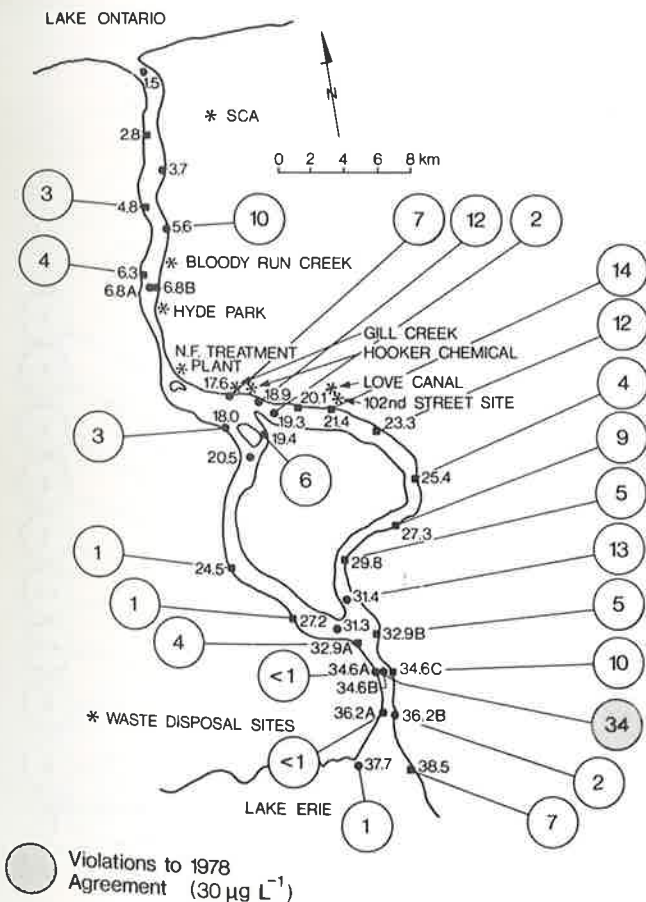 LAKE ONTARIO
1.5
* SCA
N
2.8
0 2 4 6 8 km
3.7
3
4.8
10
7
12
2
5.6
4
* BLOODY RUN CREEK
14
6.3
6.8A
6.8B
* HYDE PARK
12
GILL CREEK
N.F. TREATMENT
* PLANT
HOOKER CHEMICAL
17.6
* LOVE CANAL
4
18.9
20.1
* 102nd STREET SITE
19.3
21.4
23.3
18.0
3
19.4
9
20.5
6
25.4
5
27.3
1
29.8
13
24.5
31.4
1
27.2
31.3
5
4
32.9A
32.9B
<1
34.6A
34.6B
34.6C
10
* WASTE DISPOSAL SITES
36.2A
36.2B
34
<1
37.7
38.5
2
LAKE ERIE
1
7
Violations to 1978
Agreement (30 µg L⁻¹)